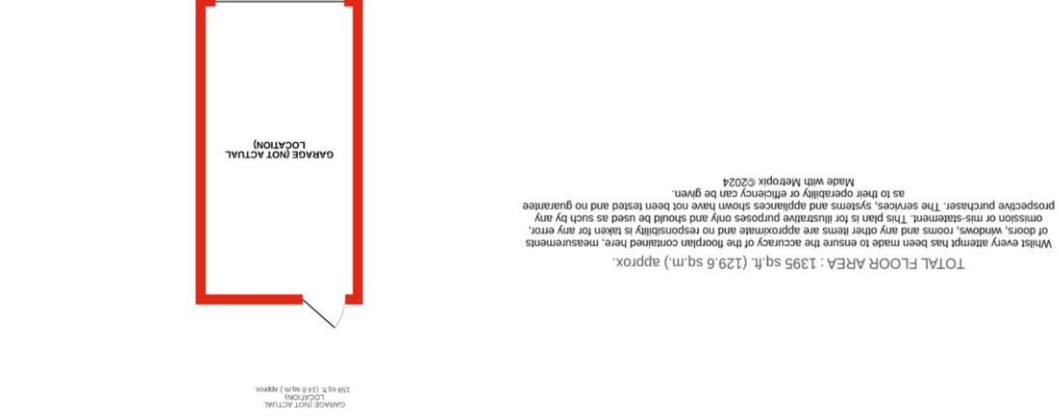 GARAGE (NOT ACTUAL
LOCATION)
159 sq.ft. (14.8 sq.m.) approx.
GARAGE (NOT ACTUAL
LOCATION)
TOTAL FLOOR AREA : 1395 sq.ft. (129.6 sq.m.) approx.
Whilst every attempt has been made to ensure the accuracy of the floorplan contained here, measurements
of doors, windows, rooms and any other items are approximate and no responsibility is taken for any error,
omission or mis-statement. This plan is for illustrative purposes only and should be used as such by any
prospective purchaser. The services, systems and appliances shown have not been tested and no guarantee
as to their operability or efficiency can be given.
Made with Metropix ©2024